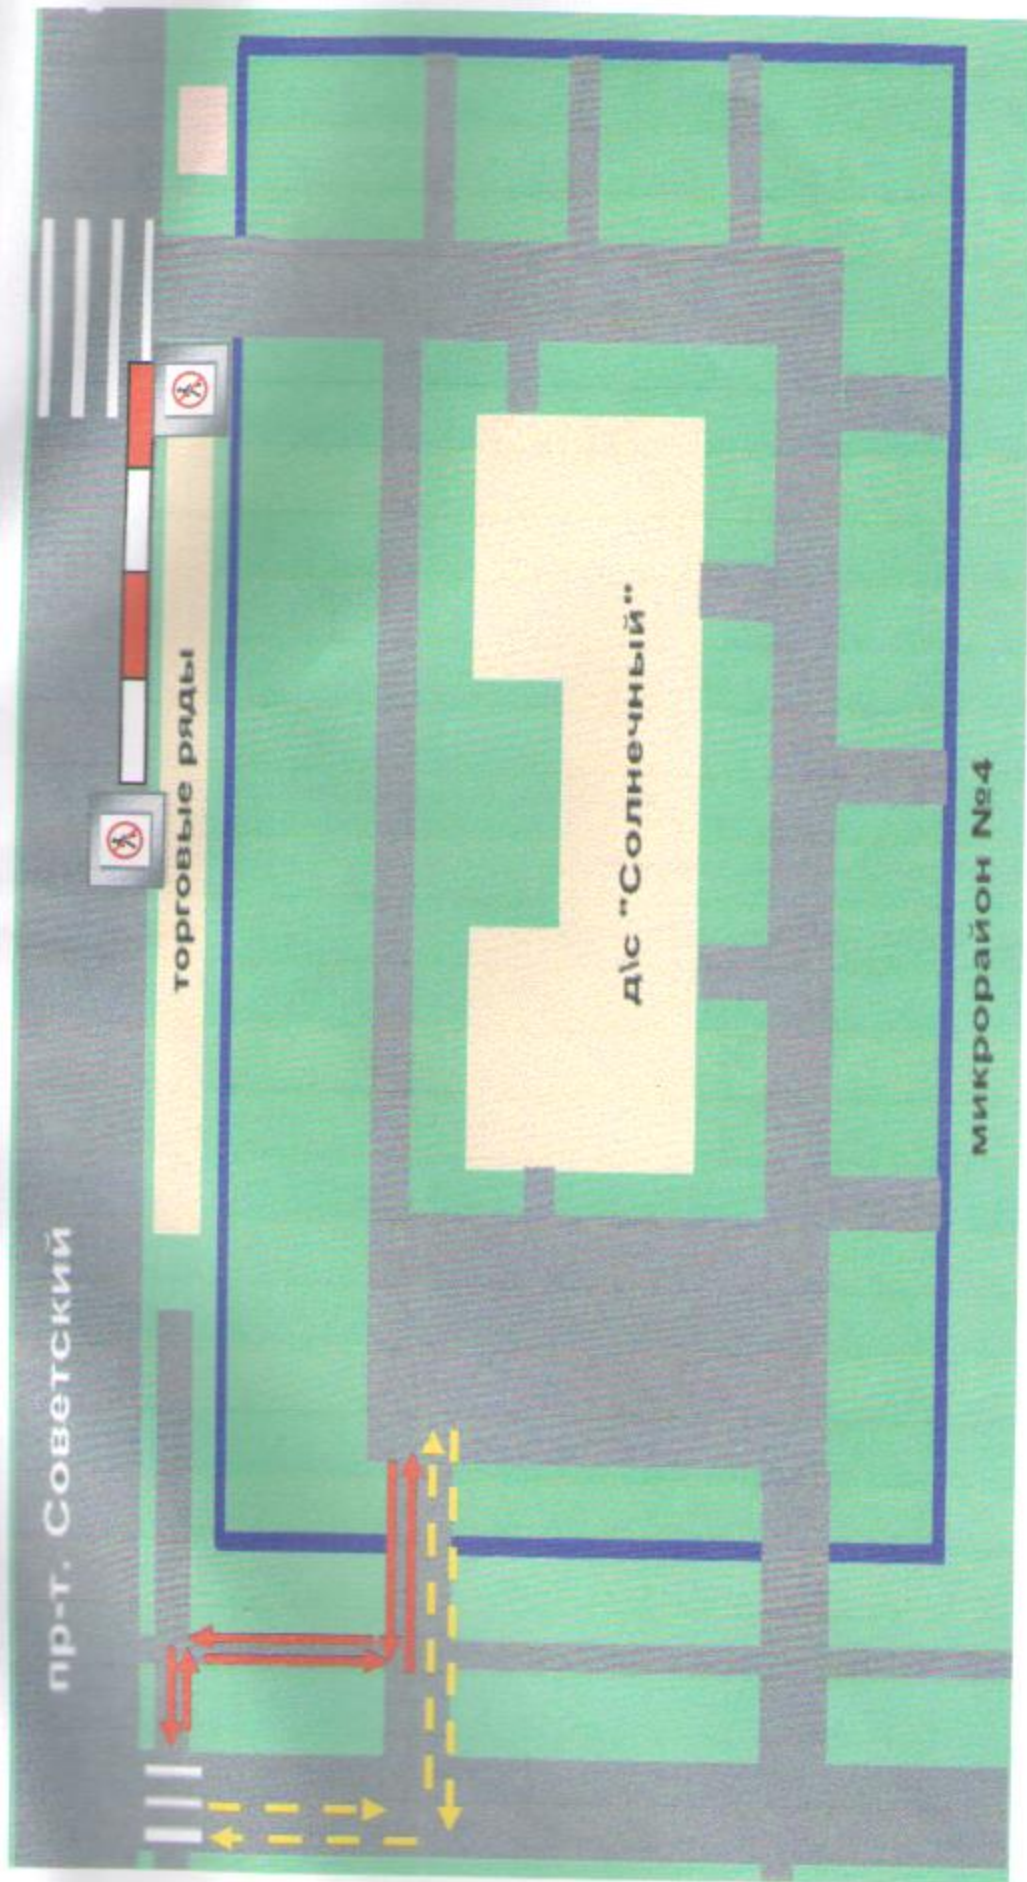 пр-т. Советский
торговые ряды
д\с "Солнечный"
микрорайон №4